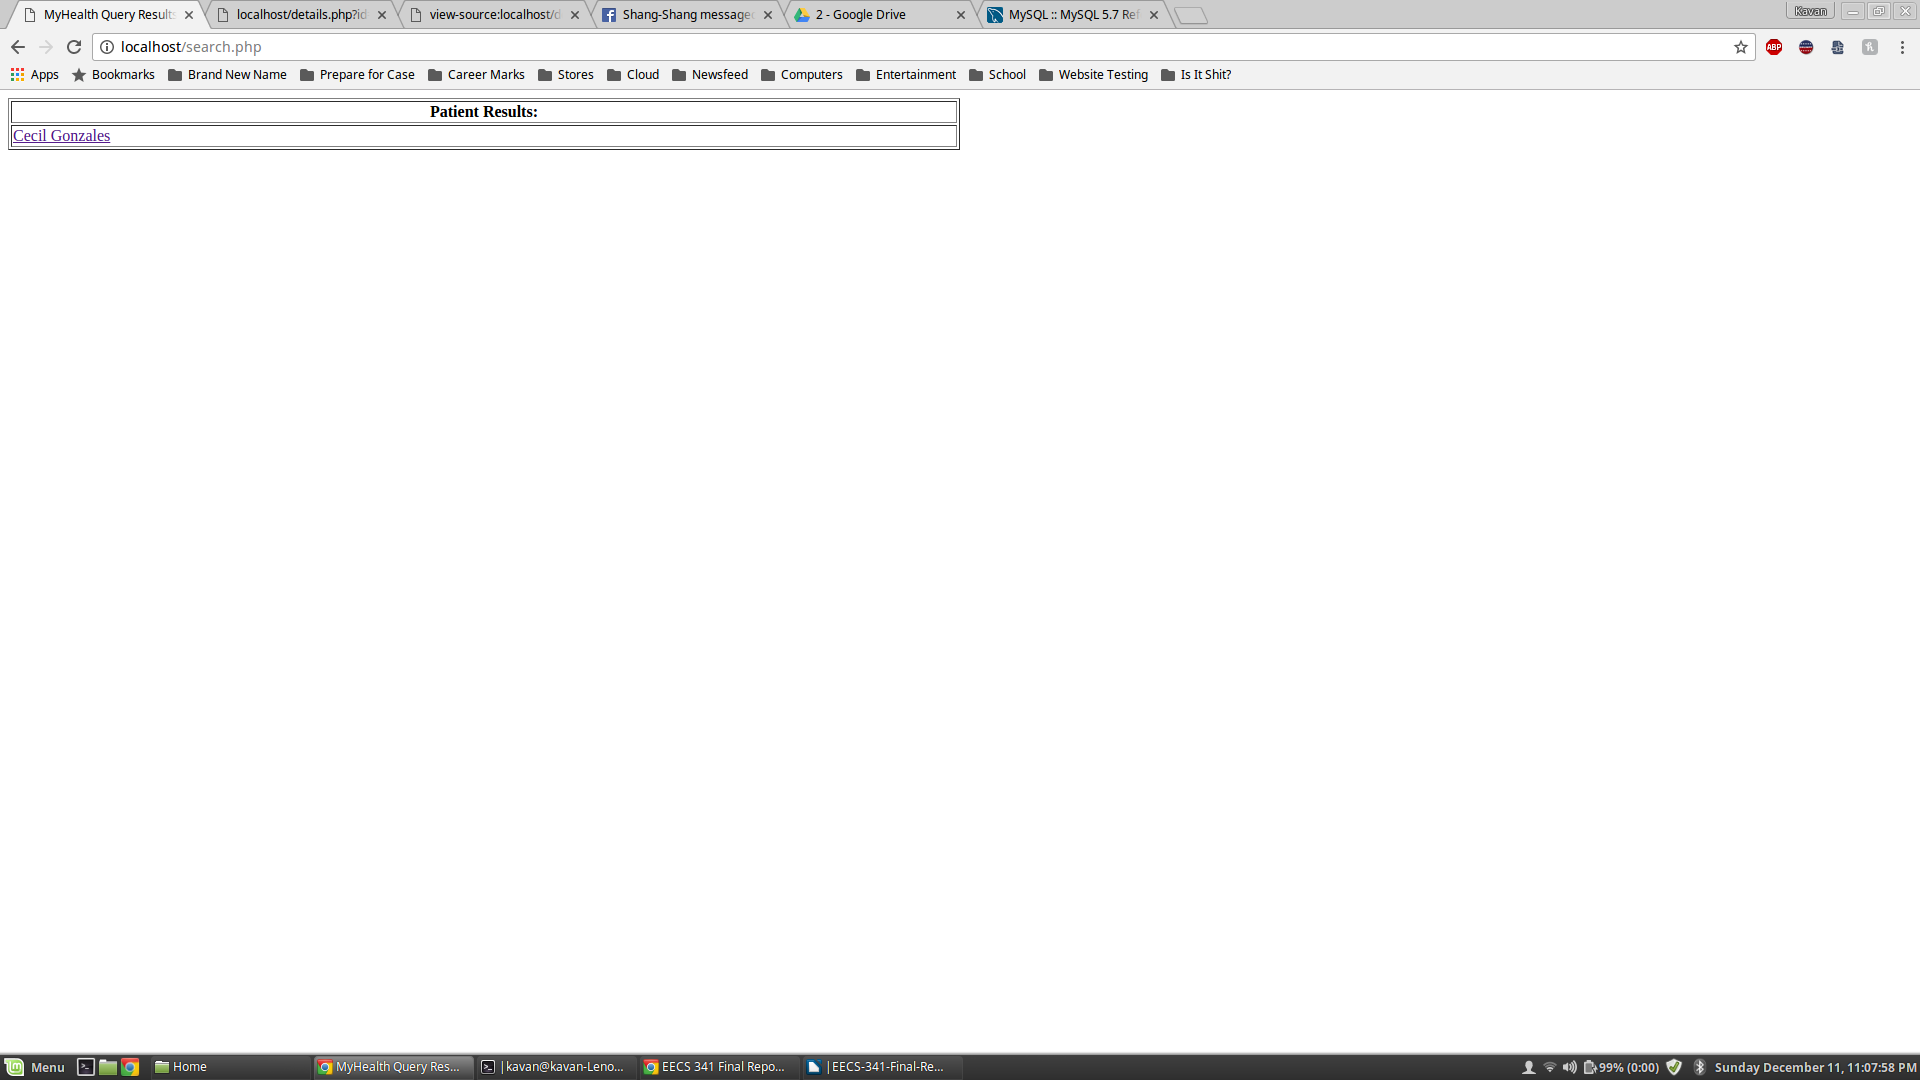 MyHealth Query Results
localhost/details.php?id
view-source:localhost/d
Shang-Shang message
2 - Google Drive
MySQL :: MySQL 5.7 Ref
Kavan
localhost/search.php
ABP
Apps
Bookmarks
Brand New Name
Prepare for Case
Career Marks
Stores
Cloud
Newsfeed
Computers
Entertainment
School
Website Testing
Is It Shit?
Patient Results:
Cecil Gonzales
Menu
Home
MyHealth Query Res...
|kavan@kavan-Leno...
EECS 341 Final Repo...
|EECS-341-Final-Re...
99% (0:00)
Sunday December 11, 11:07:58 PM